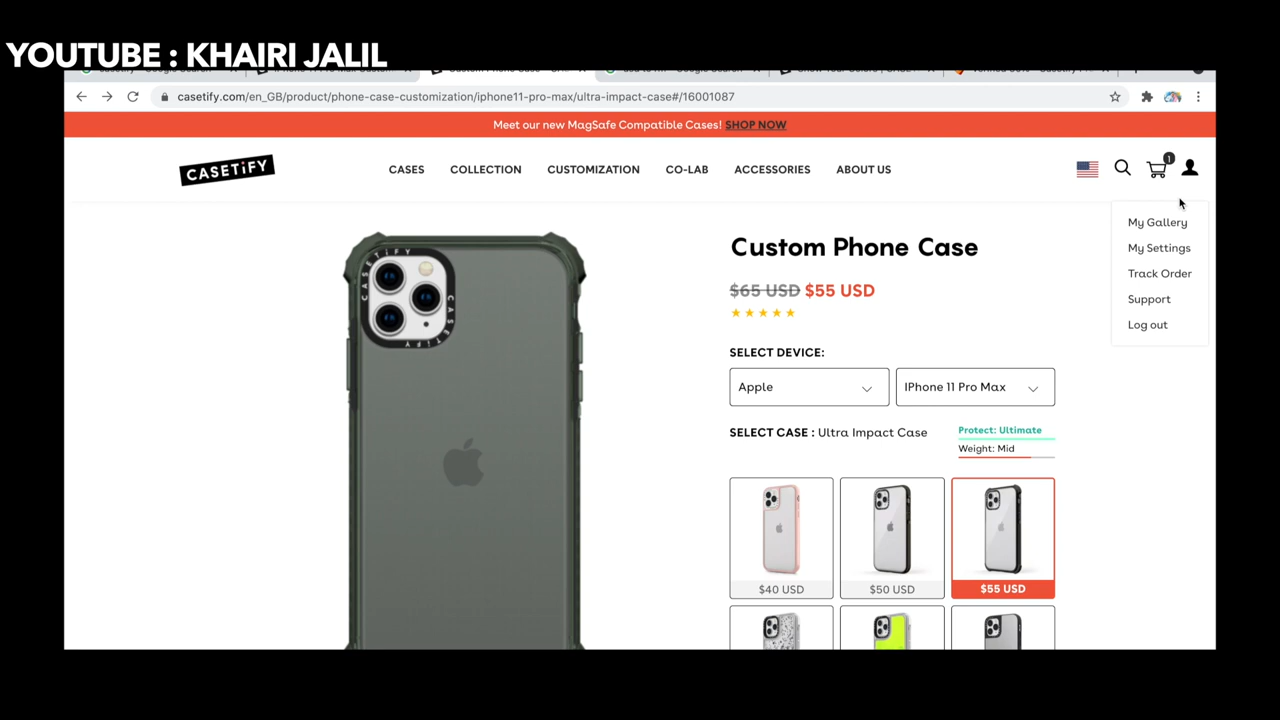 YOUTUBE : KHAIRI JALIL
casetify.com/en_GB/product/phone-case-customization/iphone11-pro-max/ultra-impact-case#/16001087
Meet our new MagSafe Compatible Cases! SHOP NOW
CASETiFY
CASES COLLECTION CUSTOMIZATION CO-LAB ACCESSORIES ABOUT US
1
My Gallery
My Settings
Track Order
Support
Log out
CASETiFY
CASETiFY
CASETiFY
Custom Phone Case
$65 USD $55 USD
SELECT DEVICE:
Apple
IPhone 11 Pro Max
SELECT CASE : Ultra Impact Case
Protect: Ultimate
Weight: Mid
$40 USD
$50 USD
$55 USD